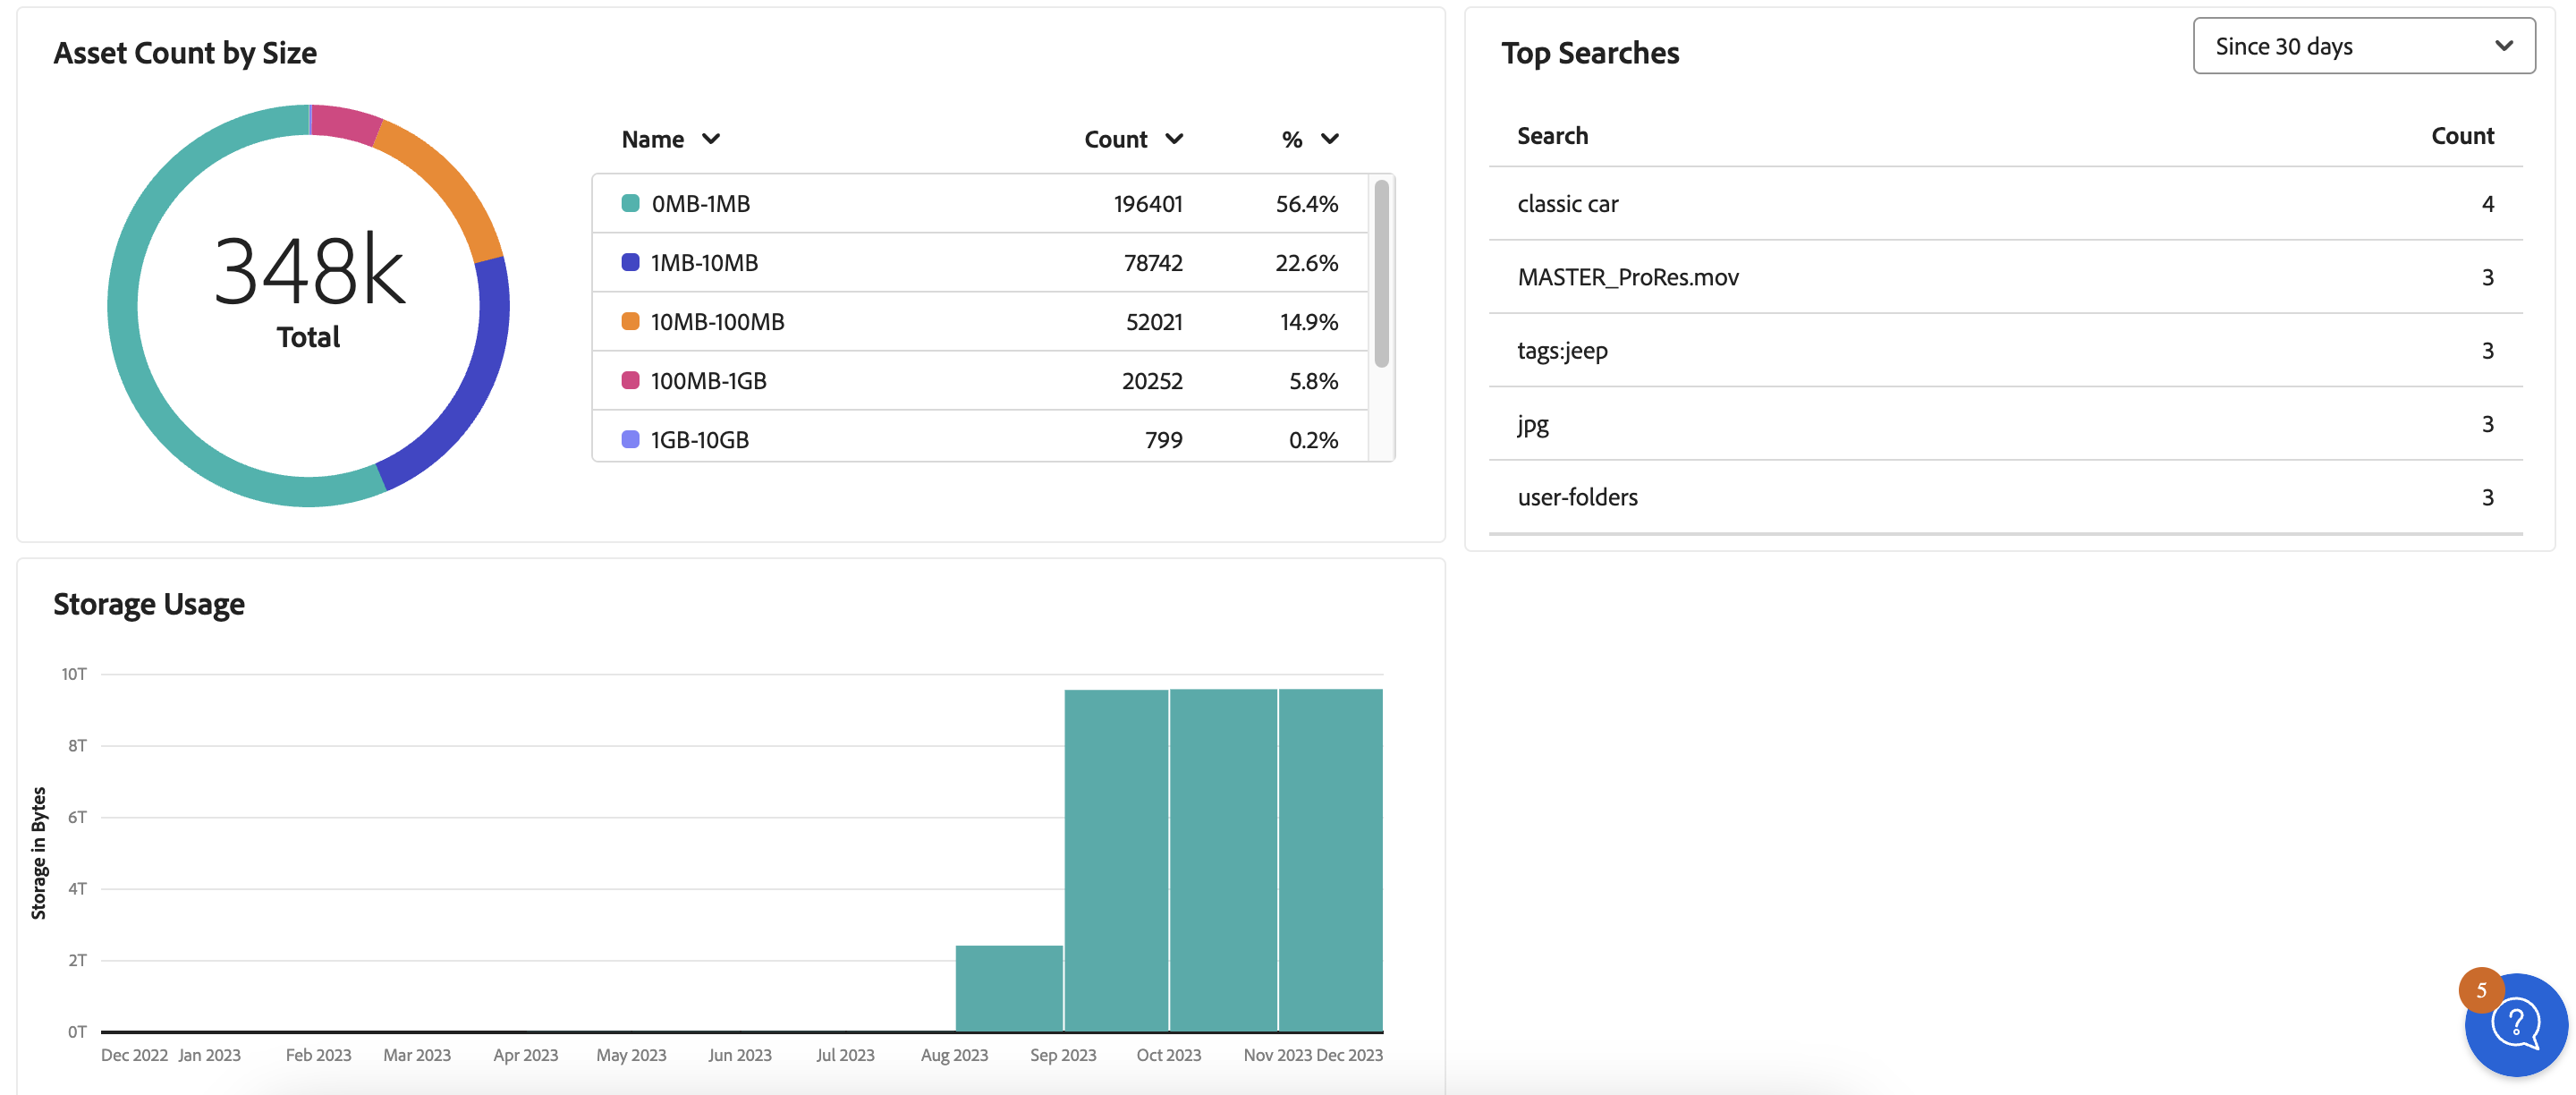 Asset Count by Size
348k
Total
Name Count %
0MB-1MB 196401 56.4%
1MB-10MB 78742 22.6%
10MB-100MB 52021 14.9%
100MB-1GB 20252 5.8%
1GB-10GB 799 0.2%
Top Searches
Since 30 days
Search Count
classic car 4
MASTER_ProRes.mov 3
tags:jeep 3
jpg 3
user-folders 3
Storage Usage
Storage in Bytes
10T
8T
6T
4T
2T
0T
Dec 2022 Jan 2023 Feb 2023 Mar 2023 Apr 2023 May 2023 Jun 2023 Jul 2023 Aug 2023 Sep 2023 Oct 2023 Nov 2023 Dec 2023
5
?